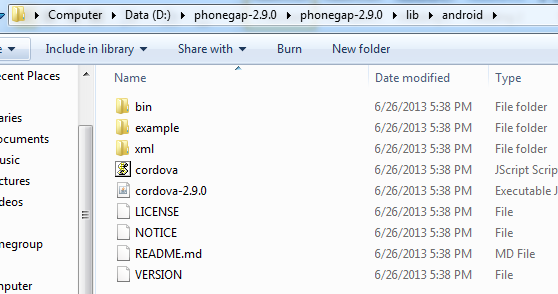 Computer Data (D:) phonegap-2.9.0 phonegap-2.9.0 lib android
Include in library Share with Burn New folder
Name Date modified Type
bin 6/26/2013 5:38 PM File folder
example 6/26/2013 5:38 PM File folder
xml 6/26/2013 5:38 PM File folder
cordova 6/26/2013 5:38 PM JScript Scrip
cordova-2.9.0 6/26/2013 5:38 PM Executable J
LICENSE 6/26/2013 5:38 PM File
NOTICE 6/26/2013 5:38 PM File
README.md 6/26/2013 5:38 PM MD File
VERSION 6/26/2013 5:38 PM File
ecent Places
aries
ocuments
usic
ctures
deos
megroup
mputer